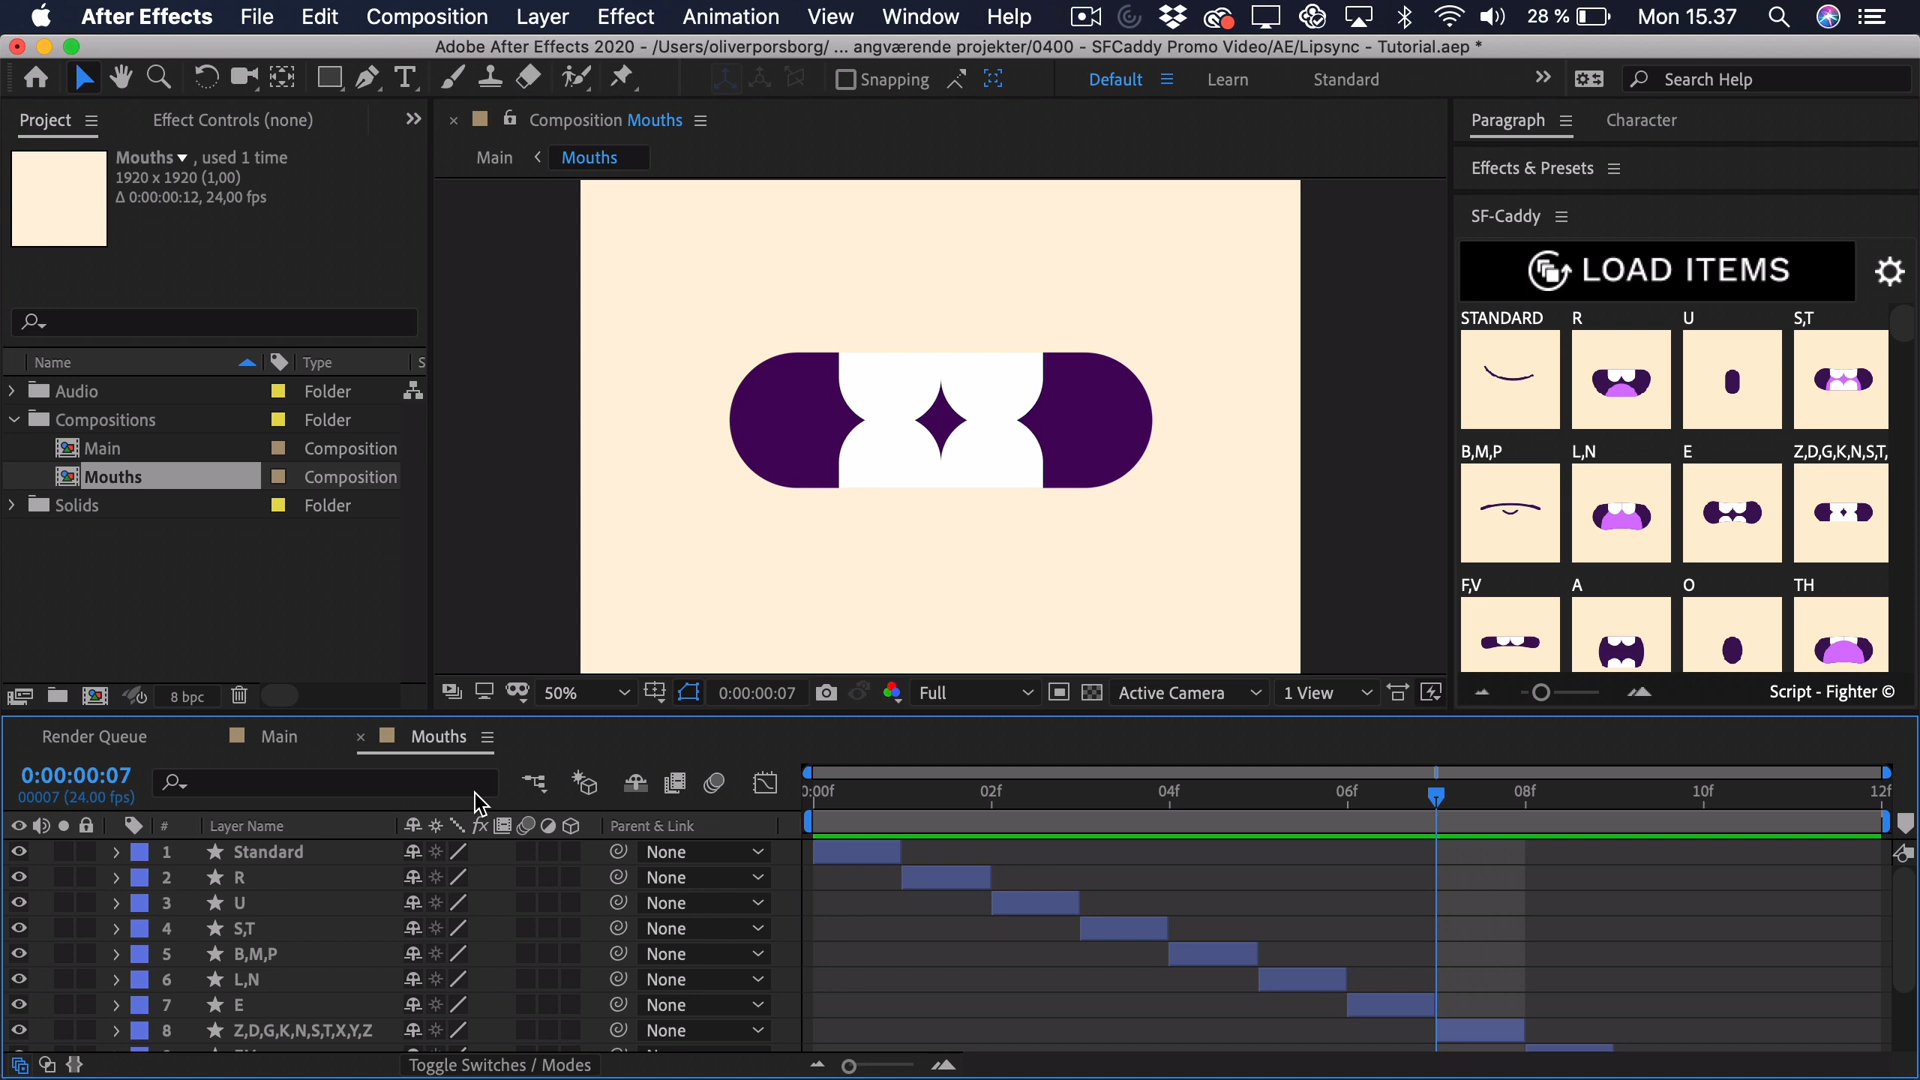 After Effects File Edit Composition Layer Effect Animation View Window Help 28 % Mon 15.37
Adobe After Effects 2020 - /Users/oliverporsborg/ ... angværende projekter/0400 - SFCaddy Promo Video/AE/Lipsync - Tutorial.aep *
Snapping Default Learn Standard Search Help
Project Effect Controls (none)
Mouths , used 1 time
1920 x 1920 (1,00)
Δ 0:00:00:12, 24,00 fps
Name Type S
Audio Folder
Compositions Folder
Main Composition
Mouths Composition
Solids Folder
8 bpc
Composition Mouths
Main Mouths
50% 0:00:00:07 Full Active Camera 1 View
Paragraph Character
Effects & Presets
SF-Caddy
LOAD ITEMS
STANDARD R U S,T
B,M,P L,N E Z,D,G,K,N,S,T,
F,V A O TH
Script - Fighter ©
Render Queue Main Mouths
0:00:00:07
00007 (24.00 fps)
0:00f 02f 04f 06f 08f 10f 12f
# Layer Name fx Parent & Link
1 Standard None
2 R None
3 U None
4 S,T None
5 B,M,P None
6 L,N None
7 E None
8 Z,D,G,K,N,S,T,X,Y,Z None
Toggle Switches / Modes